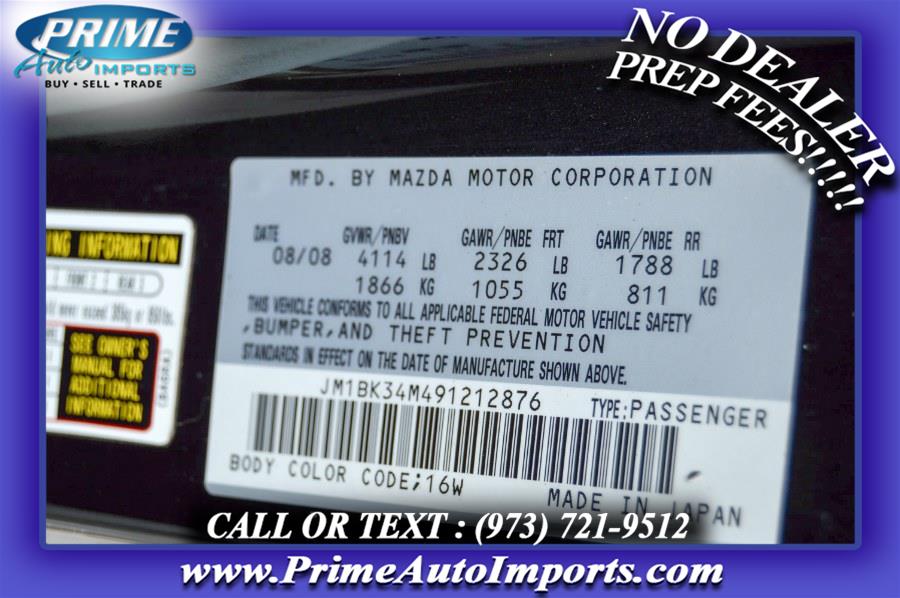 PRIME
Auto IMPORTS
BUY • SELL • TRADE
NO DEALER
PREP FEES!!!!!
MFD. BY MAZDA MOTOR CORPORATION
DATE GVWR/PNBV GAWR/PNBE FRT GAWR/PNBE RR
08/08 4114 LB 2326 LB 1788 LB
1866 KG 1055 KG 811 KG
THIS VEHICLE CONFORMS TO ALL APPLICABLE FEDERAL MOTOR VEHICLE SAFETY
,BUMPER,AND THEFT PREVENTION
STANDARDS IN EFFECT ON THE DATE OF MANUFACTURE SHOWN ABOVE.
JM1BK34M491212876 TYPE:PASSENGER
BODY COLOR CODE;16W
MADE IN JAPAN
INFORMATION
SEE OWNER'S
MANUAL FOR
ADDITIONAL
INFORMATION
CALL OR TEXT : (973) 721-9512
www.PrimeAutoImports.com